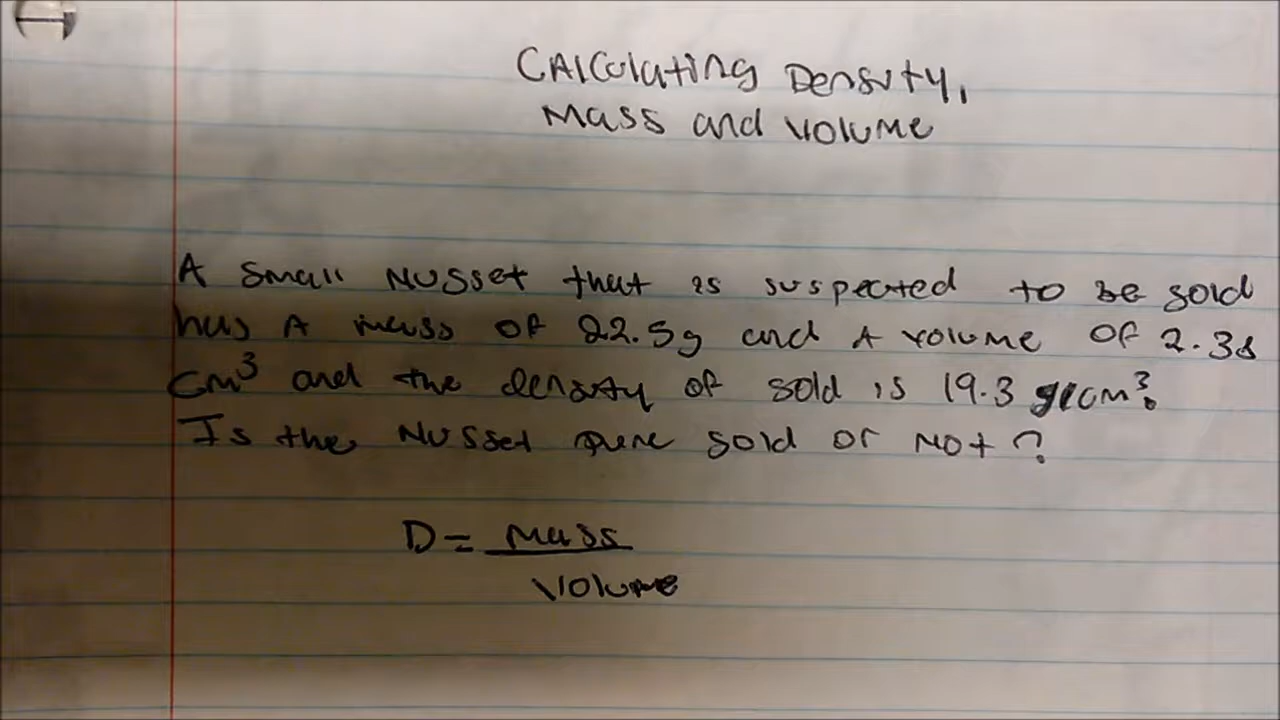 CALCulating Density,
Mass and volume
A small Nugget that is suspected to be gold
has A mass of 22.5g and A volume of 2.38
cm³ and the density of gold is 19.3 g/cm³.
Is the Nugget pure gold or Not?
D = Mass
Volume